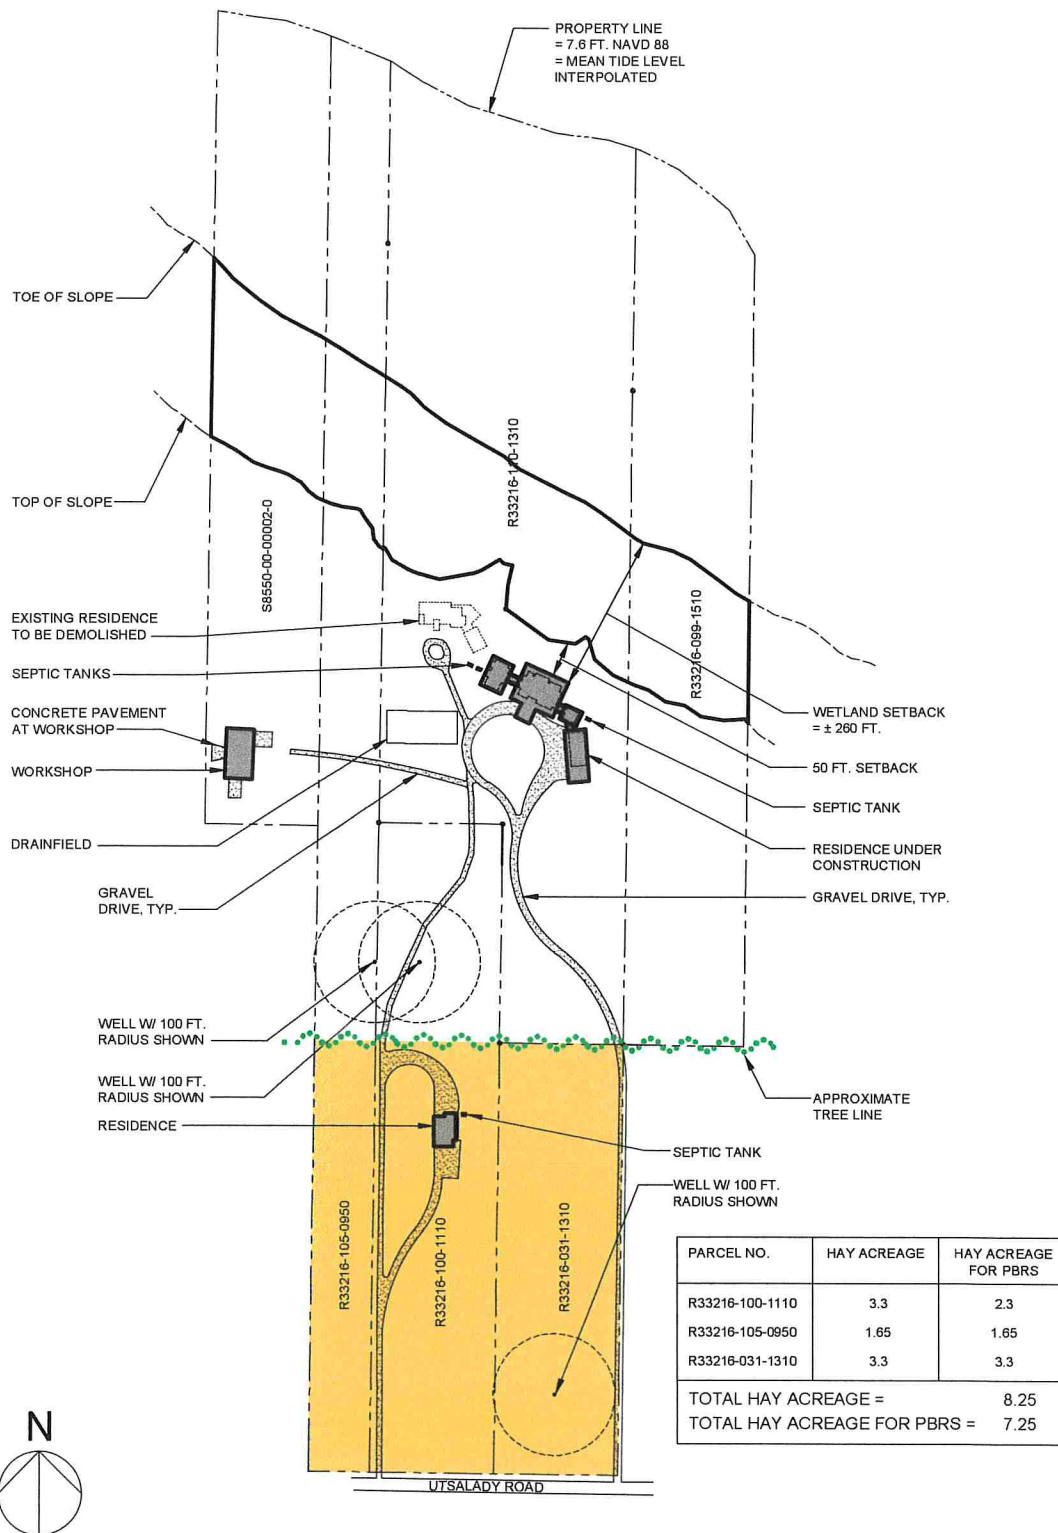 PROPERTY LINE
= 7.6 FT. NAVD 88
= MEAN TIDE LEVEL
INTERPOLATED
TOE OF SLOPE
TOP OF SLOPE
R33216-110-1310
S8550-00-00002-0
R33216-099-1510
EXISTING RESIDENCE
TO BE DEMOLISHED
SEPTIC TANKS
CONCRETE PAVEMENT
AT WORKSHOP
WORKSHOP
DRAINFIELD
GRAVEL
DRIVE, TYP.
WETLAND SETBACK
= ± 260 FT.
50 FT. SETBACK
SEPTIC TANK
RESIDENCE UNDER
CONSTRUCTION
GRAVEL DRIVE, TYP.
WELL W/ 100 FT.
RADIUS SHOWN
WELL W/ 100 FT.
RADIUS SHOWN
RESIDENCE
APPROXIMATE
TREE LINE
SEPTIC TANK
WELL W/ 100 FT.
RADIUS SHOWN
R33216-105-0950
R33216-100-1110
R33216-031-1310
PARCEL NO. HAY ACREAGE HAY ACREAGE
FOR PBRS
R33216-100-1110 3.3 2.3
R33216-105-0950 1.65 1.65
R33216-031-1310 3.3 3.3
TOTAL HAY ACREAGE = 8.25
TOTAL HAY ACREAGE FOR PBRS = 7.25
N
UTSALADY ROAD